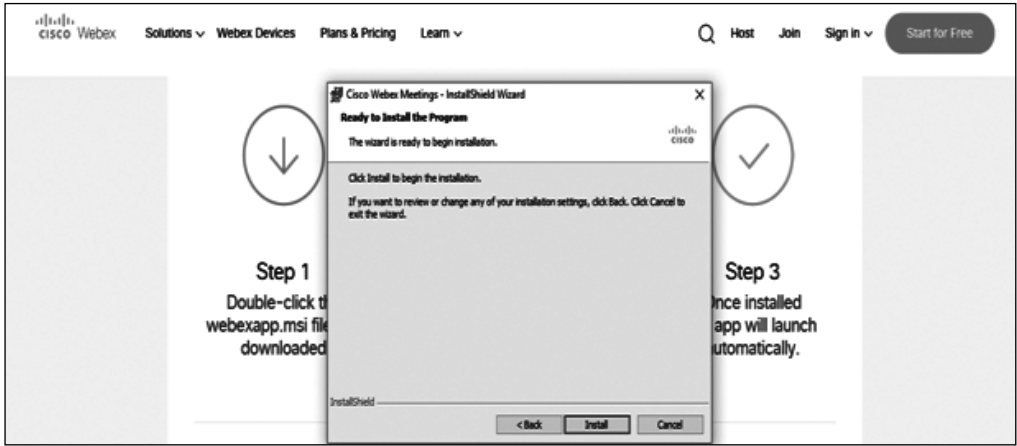 cisco Webex Solutions Webex Devices Plans & Pricing Learn Host Join Sign in Start for Free
Cisco Webex Meetings - InstallShield Wizard X
Ready to Install the Program
The wizard is ready to begin installation.
cisco
Click Install to begin the installation.
If you want to review or change any of your installation settings, click Back. Click Cancel to
exit the wizard.
InstallShield
< Back Install Cancel
Step 1
Double-click th
webexapp.msi file
downloaded
Step 3
Once installed
app will launch
utomatically.